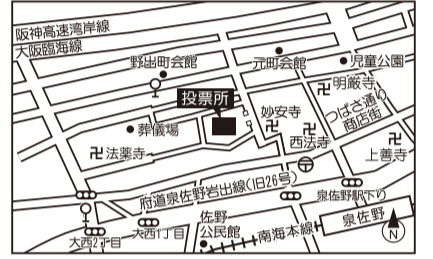 阪神高速湾岸線
大阪臨海線
野出町会館
元町会館
児童公園
明厳寺
投票所
つばさ通り
商店街
妙安寺
葬儀場
西法寺
法薬寺
上善寺
府道泉佐野岩出線(旧26号)
泉佐野駅下り
佐野
公民館
泉佐野
大西2丁目
大西1丁目
南海本線
N